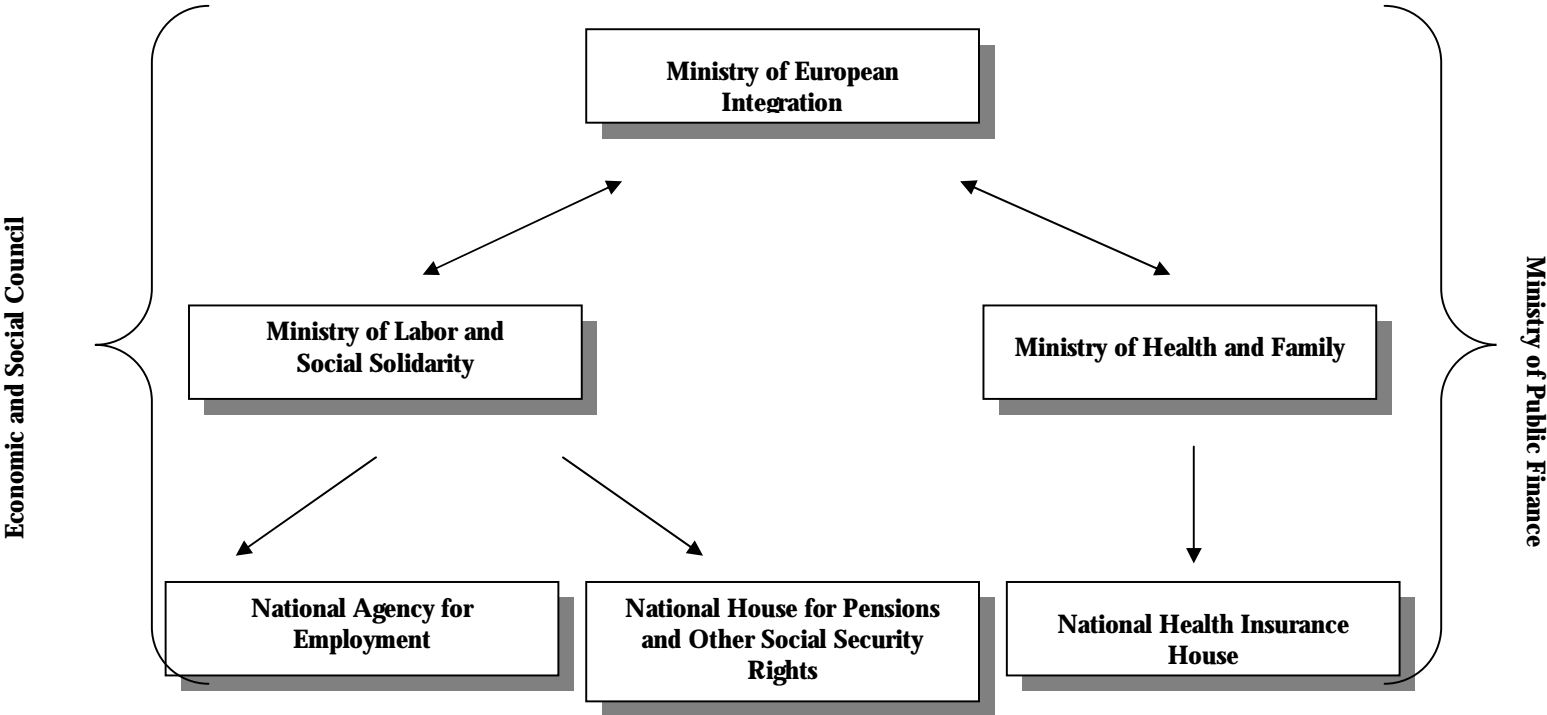 Ministry of European
Integration
Economic and Social Council
Ministry of Public Finance
Ministry of Labor and
Social Solidarity
Ministry of Health and Family
National Agency for
Employment
National House for Pensions
and Other Social Security
Rights
National Health Insurance
House